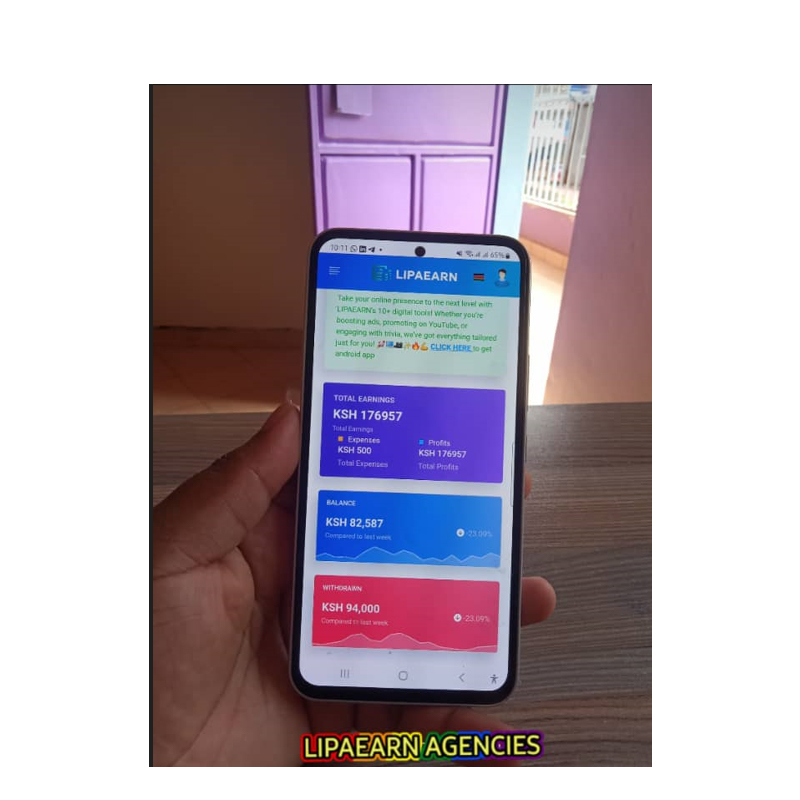 10:11
65%
LIPAEARN
Take your online presence to the next level with
LIPAEARN's 10+ digital tools! Whether you're
boosting ads, promoting on YouTube, or
engaging with trivia, we've got everything tailored
just for you! 🚀💻📷✨🔥💪 CLICK HERE to get
android app
TOTAL EARNINGS
KSH 176957
Total Earnings
Expenses
KSH 500
Total Expenses
Profits
KSH 176957
Total Profits
BALANCE
KSH 82,587
Compared to last week
-23.09%
WITHDRAWN
KSH 94,000
Compared to last week
-23.09%
LIPAEARN AGENCIES